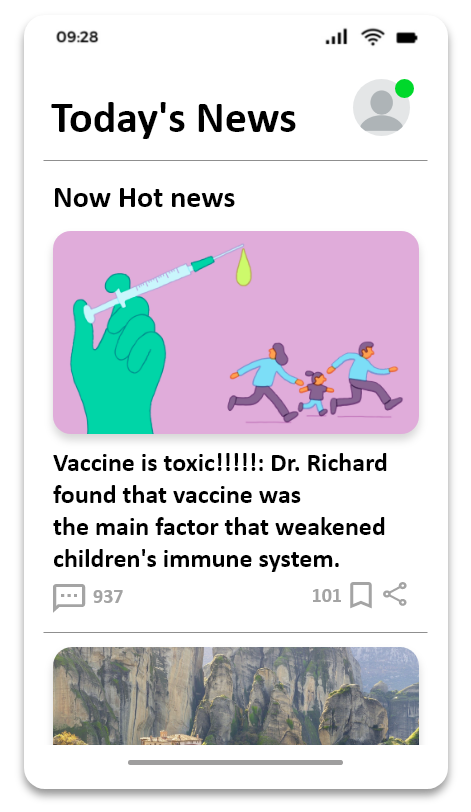 09:28
Today's News
Now Hot news
Vaccine is toxic!!!!!: Dr. Richard
found that vaccine was
the main factor that weakened
children's immune system.
937
101